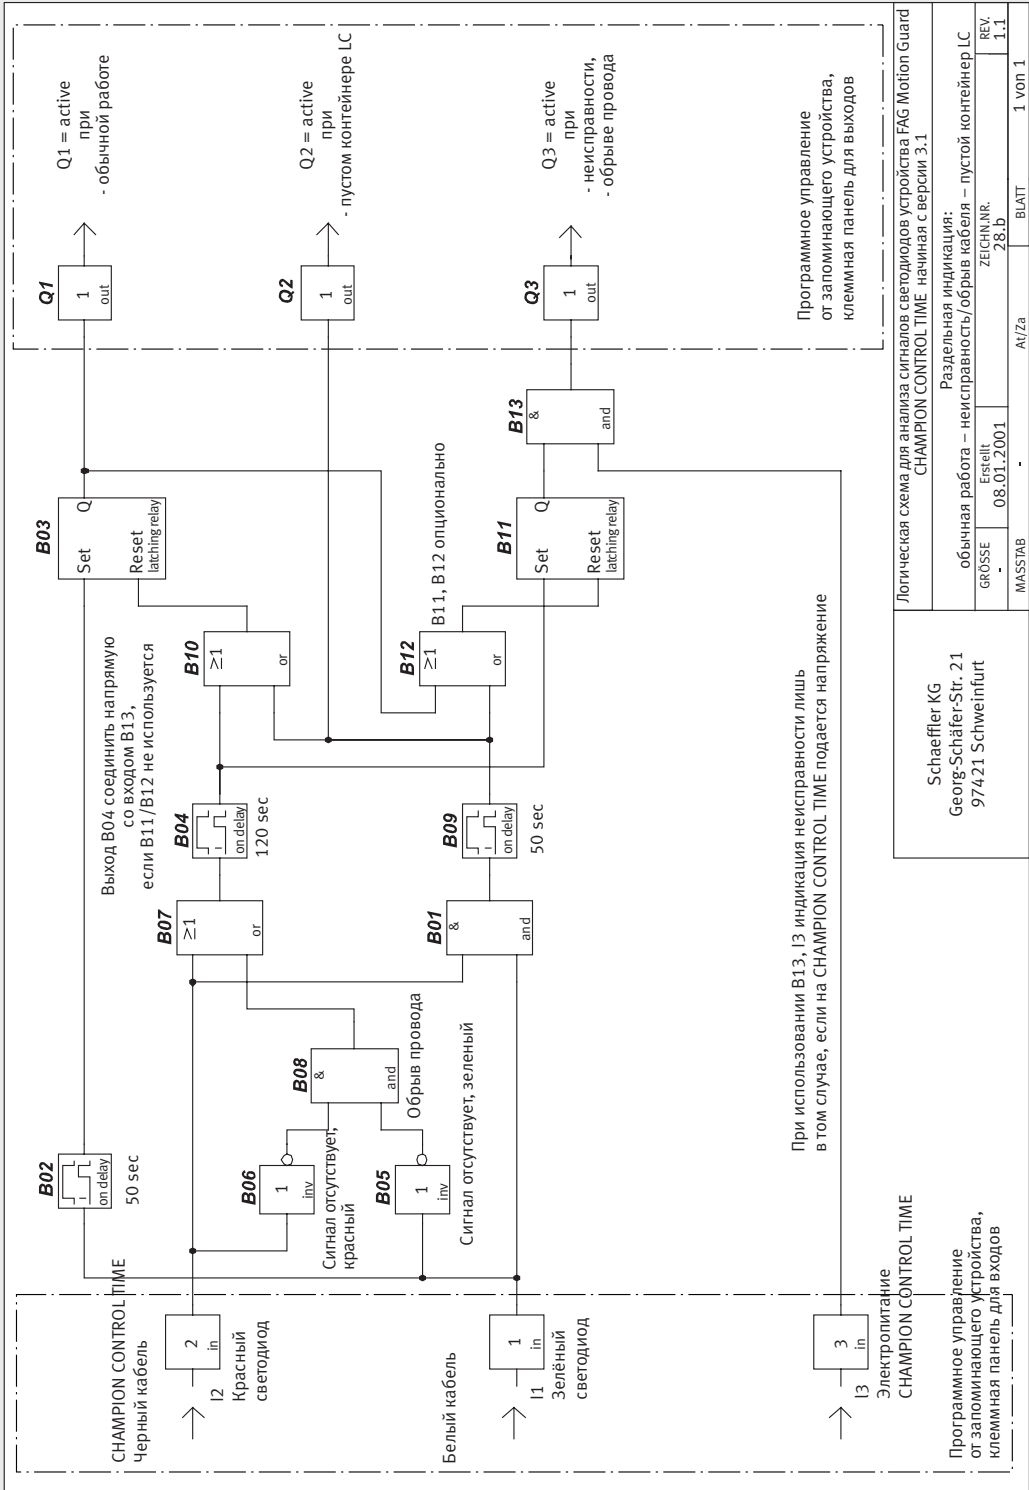 CHAMPION CONTROL TIME
Черный кабель
I2
2
in
Красный
светодиод
Белый кабель
I1
1
in
Зелёный
светодиод
I3
3
in
Электропитание
CHAMPION CONTROL TIME
Программное управление
от запоминающего устройства,
клеммная панель для входов
B02
on delay
50 sec
B06
1
inv
Сигнал отсутствует,
красный
B05
1
inv
Сигнал отсутствует, зеленый
B08
&
and
Обрыв провода
B07
≥1
or
B01
&
and
B04
on delay
120 sec
B09
on delay
50 sec
Выход B04 соединить напрямую
со входом B13,
если B11/B12 не используется
B10
≥1
or
B12
≥1
or
B11, B12 опционально
B03
Set
Q
Reset
latching relay
B11
Set
Q
Reset
latching relay
B13
&
and
При использовании B13, I3 индикация неисправности лишь
в том случае, если на CHAMPION CONTROL TIME подается напряжение
Q1
1
out
Q1 = active
при
- обычной работе
Q2
1
out
Q2 = active
при
- пустом контейнере LC
Q3
1
out
Q3 = active
при
- неисправности,
- обрыве провода
Программное управление
от запоминающего устройства,
клеммная панель для выходов
Schaeffler KG
Georg-Schäfer-Str. 21
97421 Schweinfurt
Логическая схема для анализа сигналов светодиодов устройства FAG Motion Guard
CHAMPION CONTROL TIME начиная с версии 3.1
Раздельная индикация:
обычная работа – неисправность/обрыв кабеля – пустой контейнер LC
GRÖSSE
-
Erstellt
08.01.2001
ZEICHN.NR.
28.b
REV.
1.1
MASSTAB
-
At/Za
BLATT
1 von 1